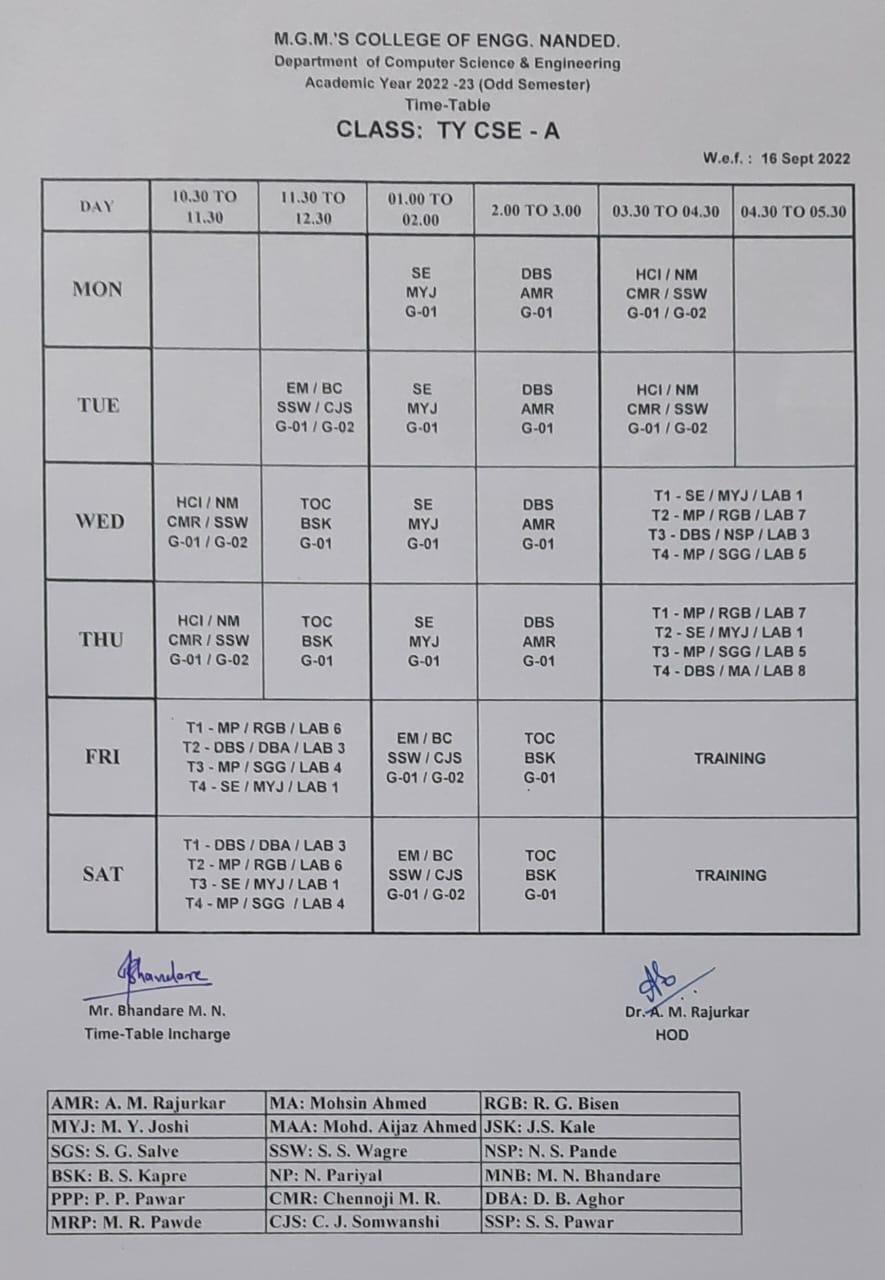 M.G.M.'S COLLEGE OF ENGG. NANDED.
Department of Computer Science & Engineering
Academic Year 2022 -23 (Odd Semester)
Time-Table
CLASS: TY CSE - A
W.e.f. : 16 Sept 2022
DAY
10.30 TO
11.30
11.30 TO
12.30
01.00 TO
02.00
2.00 TO 3.00
03.30 TO 04.30
04.30 TO 05.30
MON
SE
MYJ
G-01
DBS
AMR
G-01
HCI / NM
CMR / SSW
G-01 / G-02
TUE
EM / BC
SSW / CJS
G-01 / G-02
SE
MYJ
G-01
DBS
AMR
G-01
HCI / NM
CMR / SSW
G-01 / G-02
WED
HCI / NM
CMR / SSW
G-01 / G-02
TOC
BSK
G-01
SE
MYJ
G-01
DBS
AMR
G-01
T1 - SE / MYJ / LAB 1
T2 - MP / RGB / LAB 7
T3 - DBS / NSP / LAB 3
T4 - MP / SGG / LAB 5
THU
HCI / NM
CMR / SSW
G-01 / G-02
TOC
BSK
G-01
SE
MYJ
G-01
DBS
AMR
G-01
T1 - MP / RGB / LAB 7
T2 - SE / MYJ / LAB 1
T3 - MP / SGG / LAB 5
T4 - DBS / MA / LAB 8
FRI
T1 - MP / RGB / LAB 6
T2 - DBS / DBA / LAB 3
T3 - MP / SGG / LAB 4
T4 - SE / MYJ / LAB 1
EM / BC
SSW / CJS
G-01 / G-02
TOC
BSK
G-01
TRAINING
SAT
T1 - DBS / DBA / LAB 3
T2 - MP / RGB / LAB 6
T3 - SE / MYJ / LAB 1
T4 - MP / SGG / LAB 4
EM / BC
SSW / CJS
G-01 / G-02
TOC
BSK
G-01
TRAINING
Bhandare
Mr. Bhandare M. N.
Time-Table Incharge
Dr. A. M. Rajurkar
HOD
AMR: A. M. Rajurkar
MA: Mohsin Ahmed
RGB: R. G. Bisen
MYJ: M. Y. Joshi
MAA: Mohd. Aijaz Ahmed
JSK: J.S. Kale
SGS: S. G. Salve
SSW: S. S. Wagre
NSP: N. S. Pande
BSK: B. S. Kapre
NP: N. Pariyal
MNB: M. N. Bhandare
PPP: P. P. Pawar
CMR: Chennoji M. R.
DBA: D. B. Aghor
MRP: M. R. Pawde
CJS: C. J. Somwanshi
SSP: S. S. Pawar